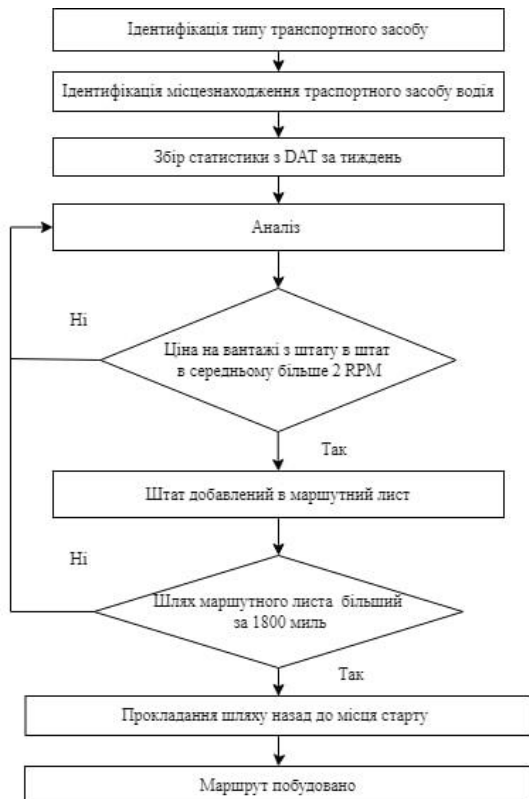 Ідентифікація типу транспортного засобу
Ідентифікація місцезнаходження траспортного засобу водія
Збір статистики з DAT за тиждень
Аналіз
Ні
Ціна на вантажі з штату в штат
в середньому більше 2 RPM
Так
Штат добавлений в маршутний лист
Ні
Шлях маршутного листа більший
за 1800 миль
Так
Прокладання шляху назад до місця старту
Маршрут побудовано